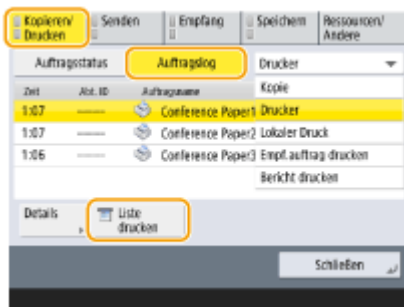 Kopieren/ Drucken
Senden
Empfang
Speichern
Ressourcen/ Andere
Auftragsstatus
Auftragslog
Drucker
Zeit Abt. ID Auftragsname
Kopie
1:07 ------ Conference Paper1
Drucker
1:07 ------ Conference Paper2
Lokaler Druck
1:06 ------ Conference Paper3
Empf.auftrag drucken
Bericht drucken
Details
Liste drucken
Schließen